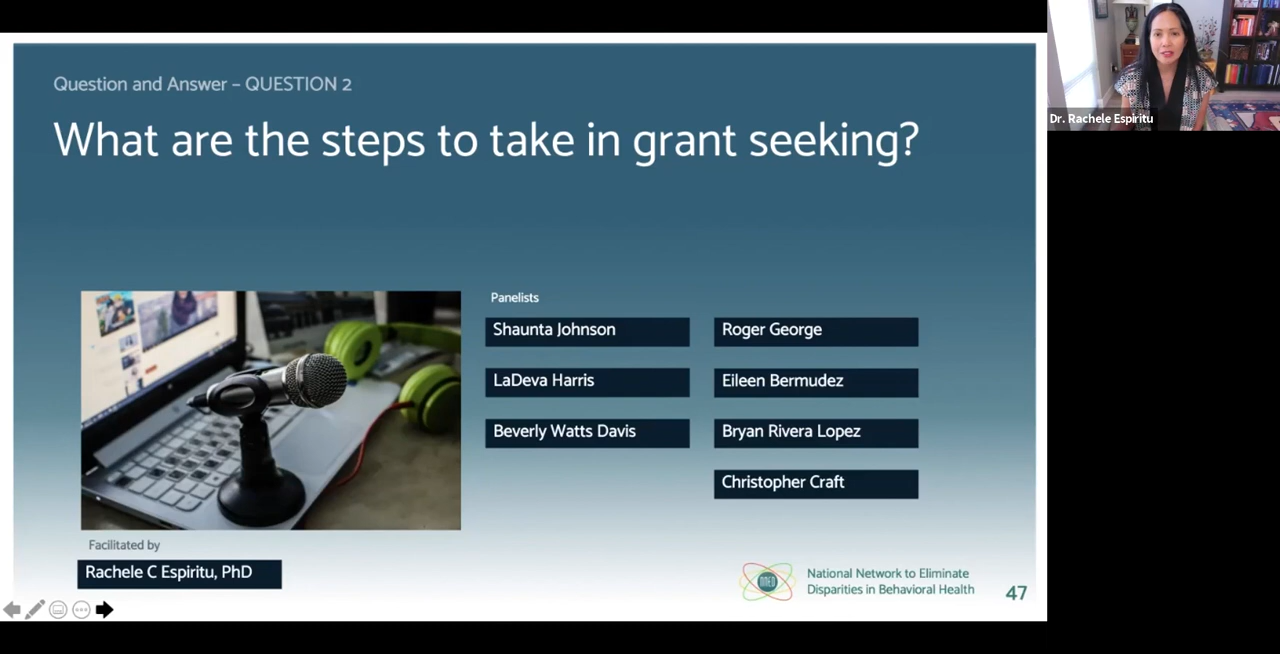 Question and Answer – QUESTION 2
What are the steps to take in grant seeking?
Panelists
Shaunta Johnson
LaDeva Harris
Beverly Watts Davis
Roger George
Eileen Bermudez
Bryan Rivera Lopez
Christopher Craft
Facilitated by
Rachele C Espiritu, PhD
NNED
National Network to Eliminate
Disparities in Behavioral Health
47
Dr. Rachele Espiritu